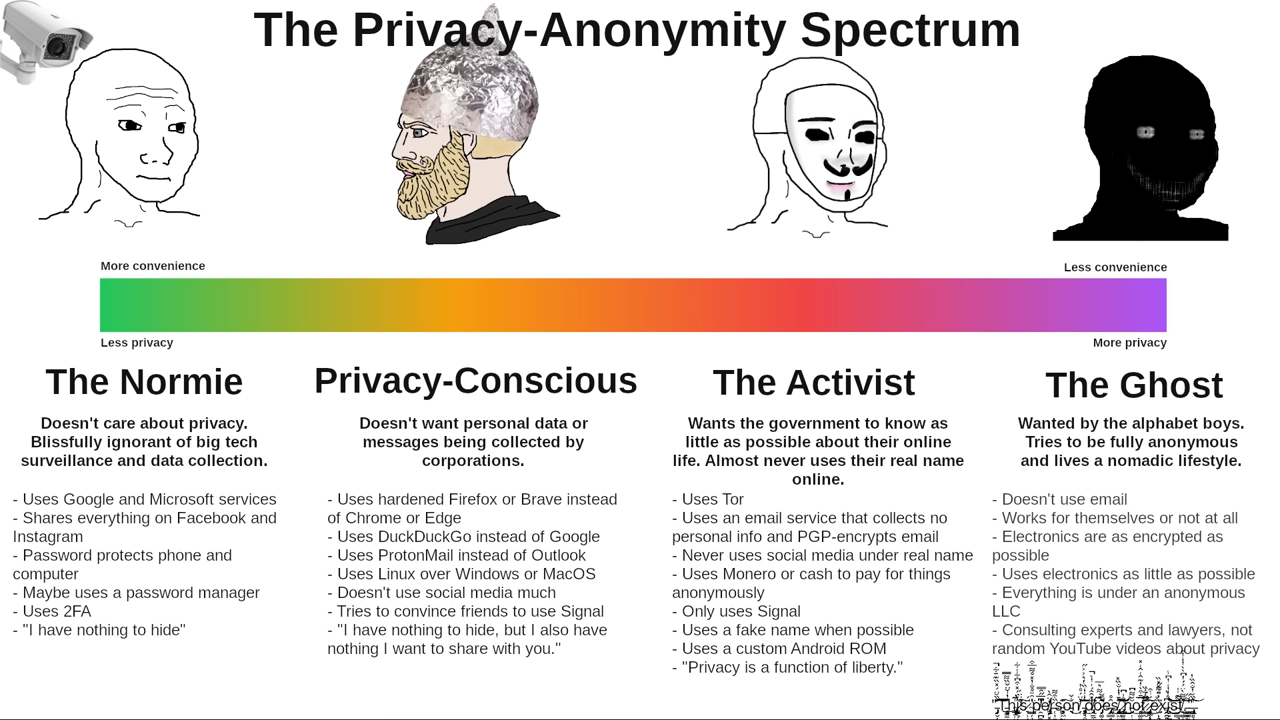 The Privacy-Anonymity Spectrum
More convenience
Less convenience
Less privacy
More privacy
The Normie
Doesn't care about privacy.
Blissfully ignorant of big tech
surveillance and data collection.
- Uses Google and Microsoft services
- Shares everything on Facebook and
Instagram
- Password protects phone and
computer
- Maybe uses a password manager
- Uses 2FA
- "I have nothing to hide"
Privacy-Conscious
Doesn't want personal data or
messages being collected by
corporations.
- Uses hardened Firefox or Brave instead
of Chrome or Edge
- Uses DuckDuckGo instead of Google
- Uses ProtonMail instead of Outlook
- Uses Linux over Windows or MacOS
- Doesn't use social media much
- Tries to convince friends to use Signal
- "I have nothing to hide, but I also have
nothing I want to share with you."
The Activist
Wants the government to know as
little as possible about their online
life. Almost never uses their real name
online.
- Uses Tor
- Uses an email service that collects no
personal info and PGP-encrypts email
- Never uses social media under real name
- Uses Monero or cash to pay for things
anonymously
- Only uses Signal
- Uses a fake name when possible
- Uses a custom Android ROM
- "Privacy is a function of liberty."
The Ghost
Wanted by the alphabet boys.
Tries to be fully anonymous
and lives a nomadic lifestyle.
- Doesn't use email
- Works for themselves or not at all
- Electronics are as encrypted as
possible
- Uses electronics as little as possible
- Everything is under an anonymous
LLC
- Consulting experts and lawyers, not
random YouTube videos about privacy
"This person does not exist"